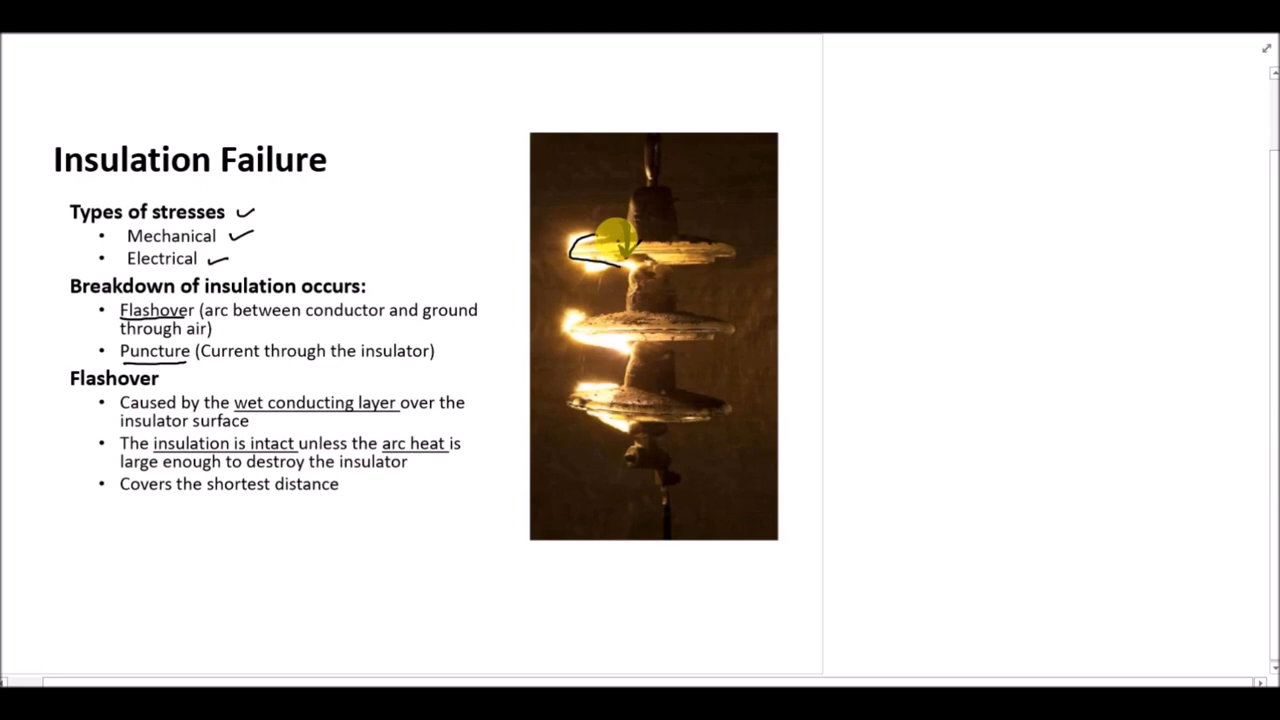 Insulation Failure
Types of stresses
• Mechanical
• Electrical
Breakdown of insulation occurs:
• Flashover (arc between conductor and ground
through air)
• Puncture (Current through the insulator)
Flashover
• Caused by the wet conducting layer over the
insulator surface
• The insulation is intact unless the arc heat is
large enough to destroy the insulator
• Covers the shortest distance